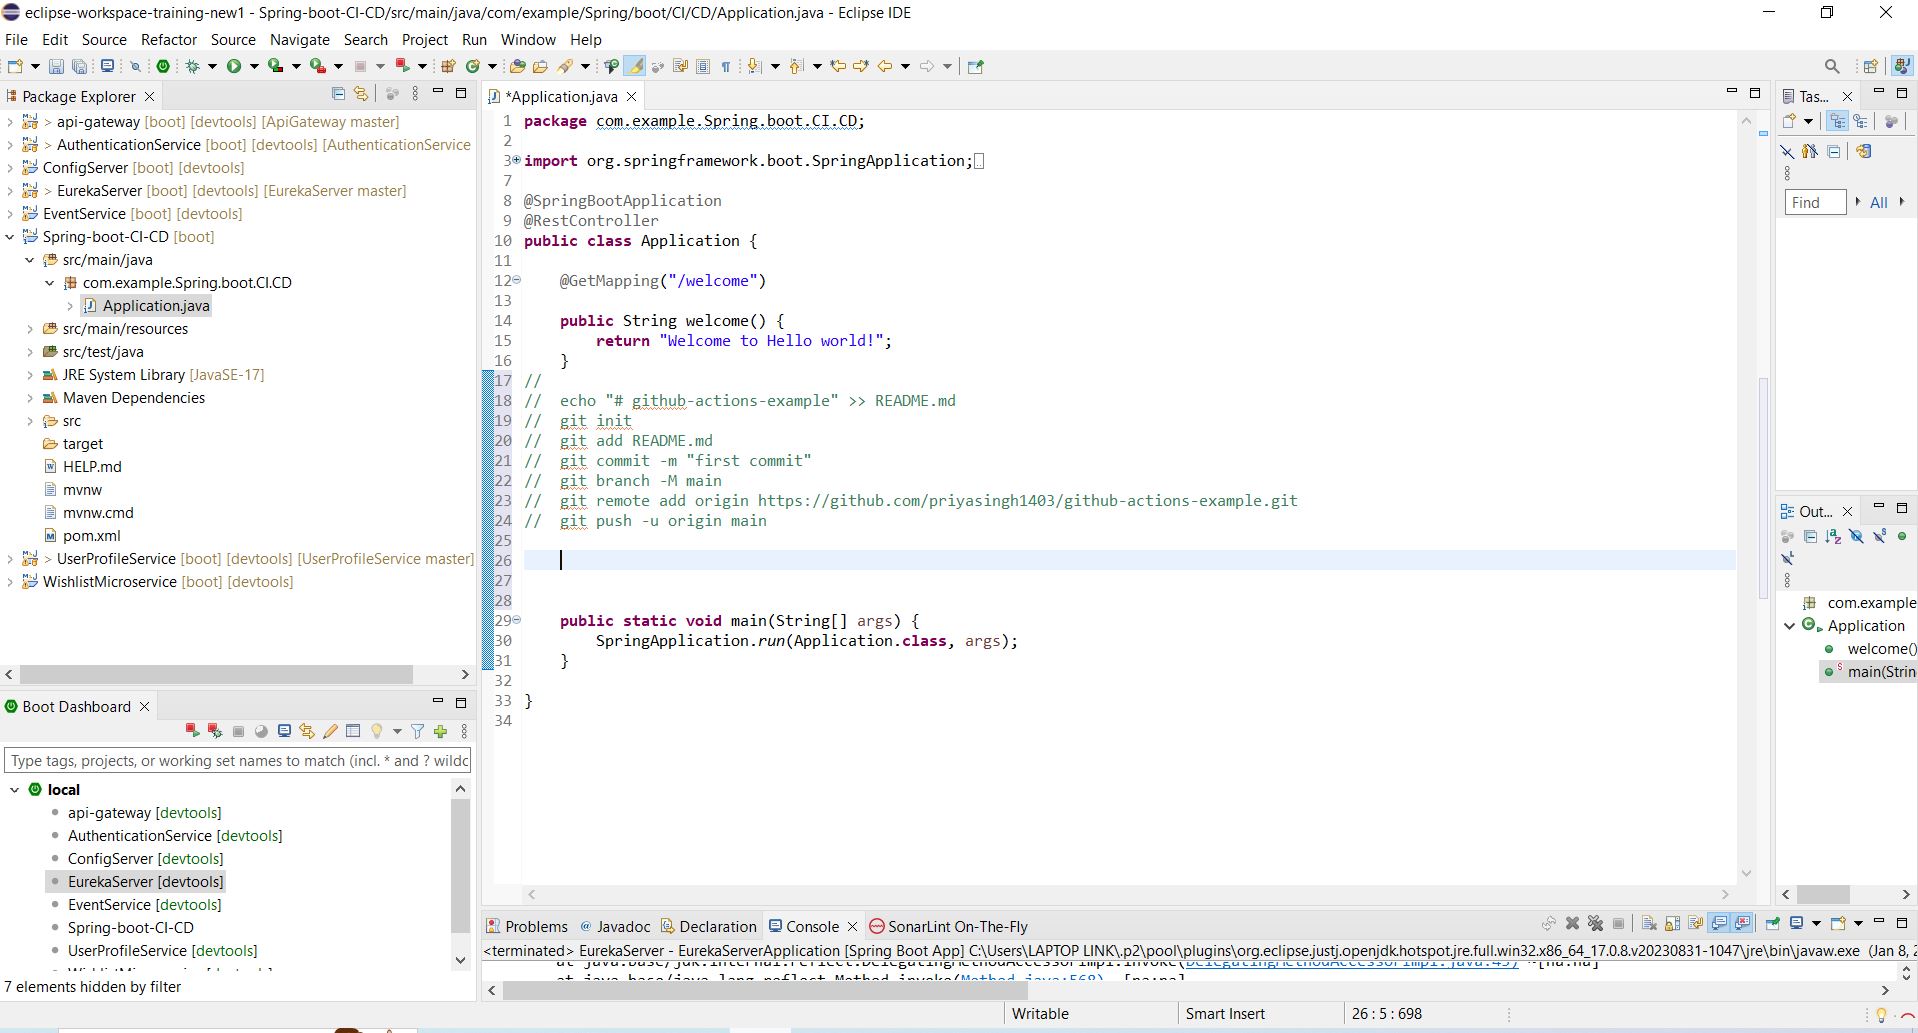 eclipse-workspace-training-new1 - Spring-boot-CI-CD/src/main/java/com/example/Spring/boot/CI/CD/Application.java - Eclipse IDE
File Edit Source Refactor Source Navigate Search Project Run Window Help
Package Explorer
> api-gateway [boot] [devtools] [ApiGateway master]
> AuthenticationService [boot] [devtools] [AuthenticationService
ConfigServer [boot] [devtools]
> EurekaServer [boot] [devtools] [EurekaServer master]
EventService [boot] [devtools]
Spring-boot-CI-CD [boot]
src/main/java
com.example.Spring.boot.CI.CD
Application.java
src/main/resources
src/test/java
JRE System Library [JavaSE-17]
Maven Dependencies
src
target
HELP.md
mvnw
mvnw.cmd
pom.xml
> UserProfileService [boot] [devtools] [UserProfileService master]
WishlistMicroservice [boot] [devtools]
Boot Dashboard
Type tags, projects, or working set names to match (incl. * and ? wildc
local
api-gateway [devtools]
AuthenticationService [devtools]
ConfigServer [devtools]
EurekaServer [devtools]
EventService [devtools]
Spring-boot-CI-CD
UserProfileService [devtools]
7 elements hidden by filter
*Application.java
1 package com.example.Spring.boot.CI.CD;
2
3 import org.springframework.boot.SpringApplication;
7
8 @SpringBootApplication
9 @RestController
10 public class Application {
11
12 @GetMapping("/welcome")
13
14 public String welcome() {
15 return "Welcome to Hello world!";
16 }
17 //
18 // echo "# github-actions-example" >> README.md
19 // git init
20 // git add README.md
21 // git commit -m "first commit"
22 // git branch -M main
23 // git remote add origin https://github.com/priyasingh1403/github-actions-example.git
24 // git push -u origin main
25
26
27
28
29 public static void main(String[] args) {
30 SpringApplication.run(Application.class, args);
31 }
32
33 }
34
Tas...
Find
All
Out...
com.example
Application
welcome()
main(Strin
Problems @ Javadoc Declaration Console SonarLint On-The-Fly
<terminated> EurekaServer - EurekaServerApplication [Spring Boot App] C:\Users\LAPTOP LINK\.p2\pool\plugins\org.eclipse.justj.openjdk.hotspot.jre.full.win32.x86_64_17.0.8.v20230831-1047\jre\bin\javaw.exe (Jan 8, 2
Writable Smart Insert 26 : 5 : 698